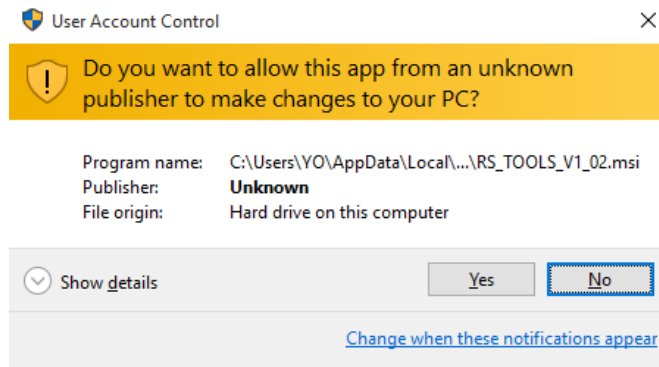 User Account Control
Do you want to allow this app from an unknown
publisher to make changes to your PC?
Program name: C:\Users\YO\AppData\Local\...\RS_TOOLS_V1_02.msi
Publisher: Unknown
File origin: Hard drive on this computer
Show details
Yes
No
Change when these notifications appear